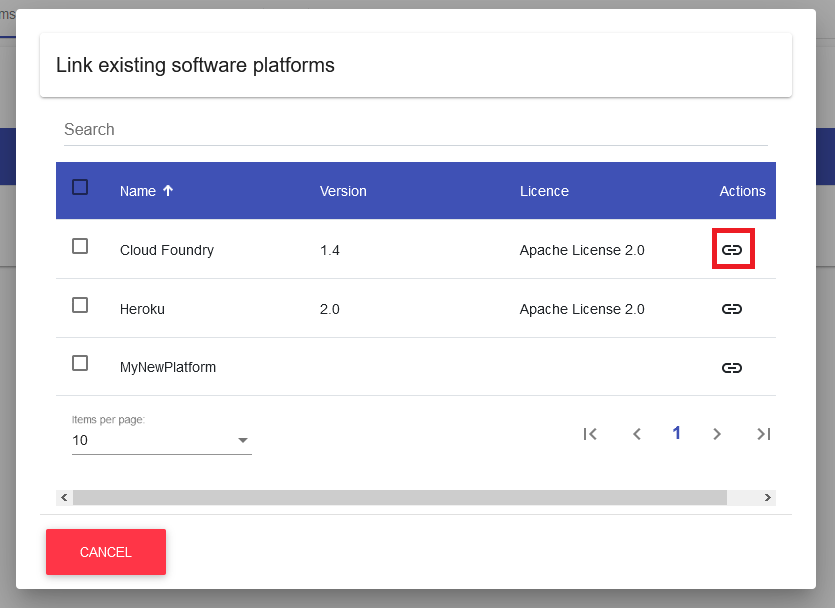 ms
Link existing software platforms
Search
Name Version Licence Actions
Cloud Foundry 1.4 Apache License 2.0
Heroku 2.0 Apache License 2.0
MyNewPlatform
Items per page:
10
1
CANCEL